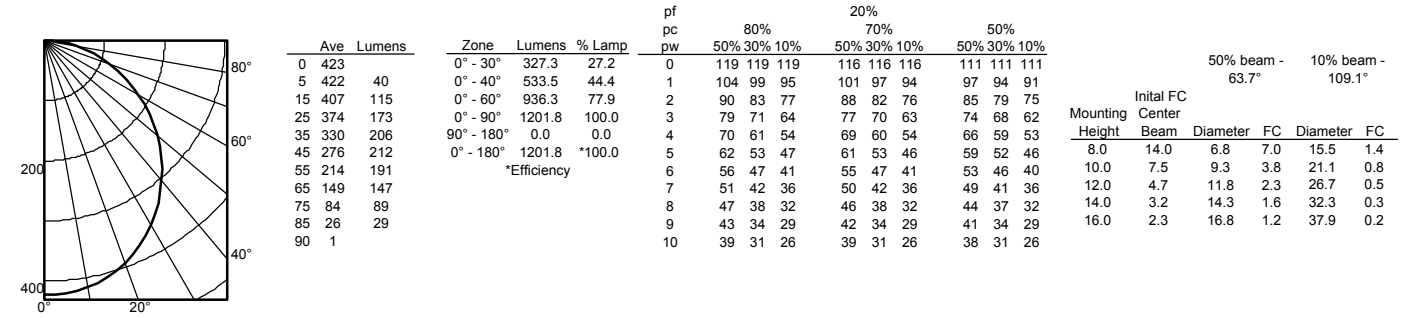 80°
60°
40°
20°
0°
200
400
Ave Lumens
0 423
5 422 40
15 407 115
25 374 173
35 330 206
45 276 212
55 214 191
65 149 147
75 84 89
85 26 29
90 1
Zone Lumens % Lamp
0° - 30° 327.3 27.2
0° - 40° 533.5 44.4
0° - 60° 936.3 77.9
0° - 90° 1201.8 100.0
90° - 180° 0.0 0.0
0° - 180° 1201.8 *100.0
*Efficiency
pf 20%
pc 80% 70% 50%
pw 50% 30% 10% 50% 30% 10% 50% 30% 10%
0 119 119 119 116 116 116 111 111 111
1 104 99 95 101 97 94 97 94 91
2 90 83 77 88 82 76 85 79 75
3 79 71 64 77 70 63 74 68 62
4 70 61 54 69 60 54 66 59 53
5 62 53 47 61 53 46 59 52 46
6 56 47 41 55 47 41 53 46 40
7 51 42 36 50 42 36 49 41 36
8 47 38 32 46 38 32 44 37 32
9 43 34 29 42 34 29 41 34 29
10 39 31 26 39 31 26 38 31 26
50% beam - 10% beam -
63.7° 109.1°
Inital FC
Mounting Center
Height Beam Diameter FC Diameter FC
8.0 14.0 6.8 7.0 15.5 1.4
10.0 7.5 9.3 3.8 21.1 0.8
12.0 4.7 11.8 2.3 26.7 0.5
14.0 3.2 14.3 1.6 32.3 0.3
16.0 2.3 16.8 1.2 37.9 0.2